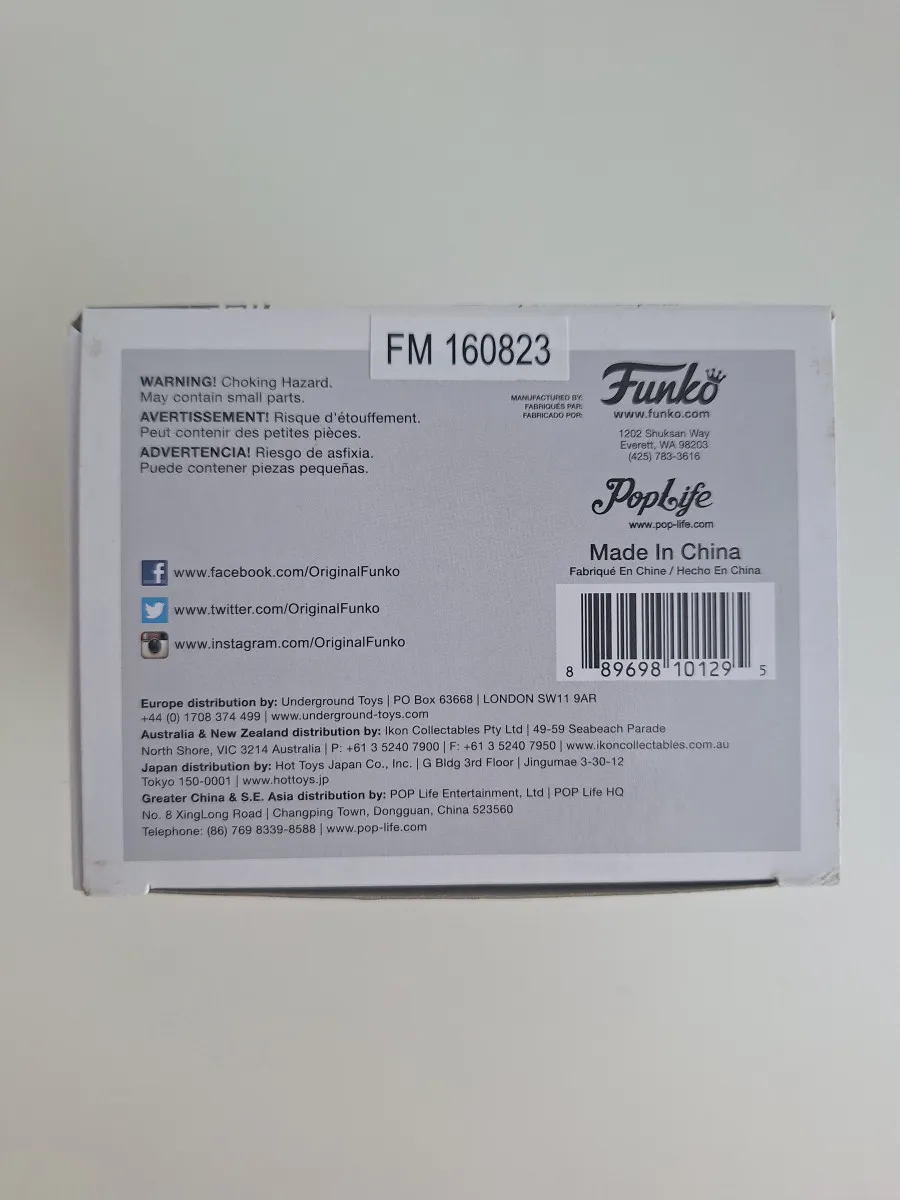 FM 160823
WARNING! Choking Hazard.
May contain small parts.
AVERTISSEMENT! Risque d'étouffement.
Peut contenir des petites pièces.
ADVERTENCIA! Riesgo de asfixia.
Puede contener piezas pequeñas.
MANUFACTURED BY:
FABRIQUÉS PAR:
FABRICADO POR:
Funko
www.funko.com
1202 Shuksan Way
Everett, WA 98203
(425) 783-3616
PopLife
www.pop-life.com
Made In China
Fabriqué En Chine / Hecho En China
8 89698 10129 5
f www.facebook.com/OriginalFunko
www.twitter.com/OriginalFunko
www.instagram.com/OriginalFunko
Europe distribution by: Underground Toys | PO Box 63668 | LONDON SW11 9AR
+44 (0) 1708 374 499 | www.underground-toys.com
Australia & New Zealand distribution by: Ikon Collectables Pty Ltd | 49-59 Seabeach Parade
North Shore, VIC 3214 Australia | P: +61 3 5240 7900 | F: +61 3 5240 7950 | www.ikoncollectables.com.au
Japan distribution by: Hot Toys Japan Co., Inc. | G Bldg 3rd Floor | Jingumae 3-30-12
Tokyo 150-0001 | www.hottoys.jp
Greater China & S.E. Asia distribution by: POP Life Entertainment, Ltd | POP Life HQ
No. 8 XingLong Road | Changping Town, Dongguan, China 523560
Telephone: (86) 769 8339-8588 | www.pop-life.com